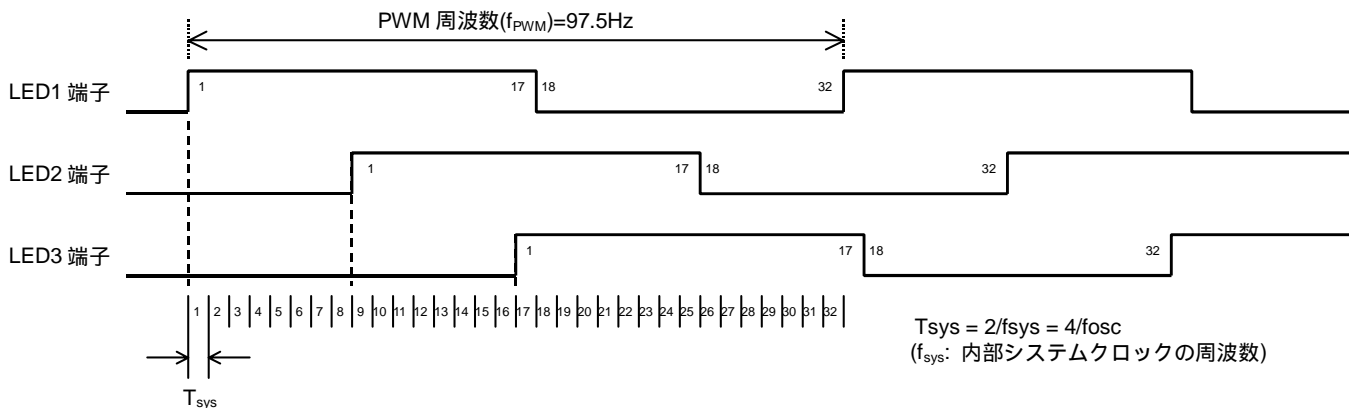 PWM 周波数(fPWM)=97.5Hz
LED1 端子
1 17 18 32
LED2 端子
1 17 18 32
LED3 端子
1 17 18 32
1 2 3 4 5 6 7 8 9 10 11 12 13 14 15 16 17 18 19 20 21 22 23 24 25 26 27 28 29 30 31 32
Tsys = 2/fsys = 4/fosc
(fsys: 内部システムクロックの周波数)
Tsys